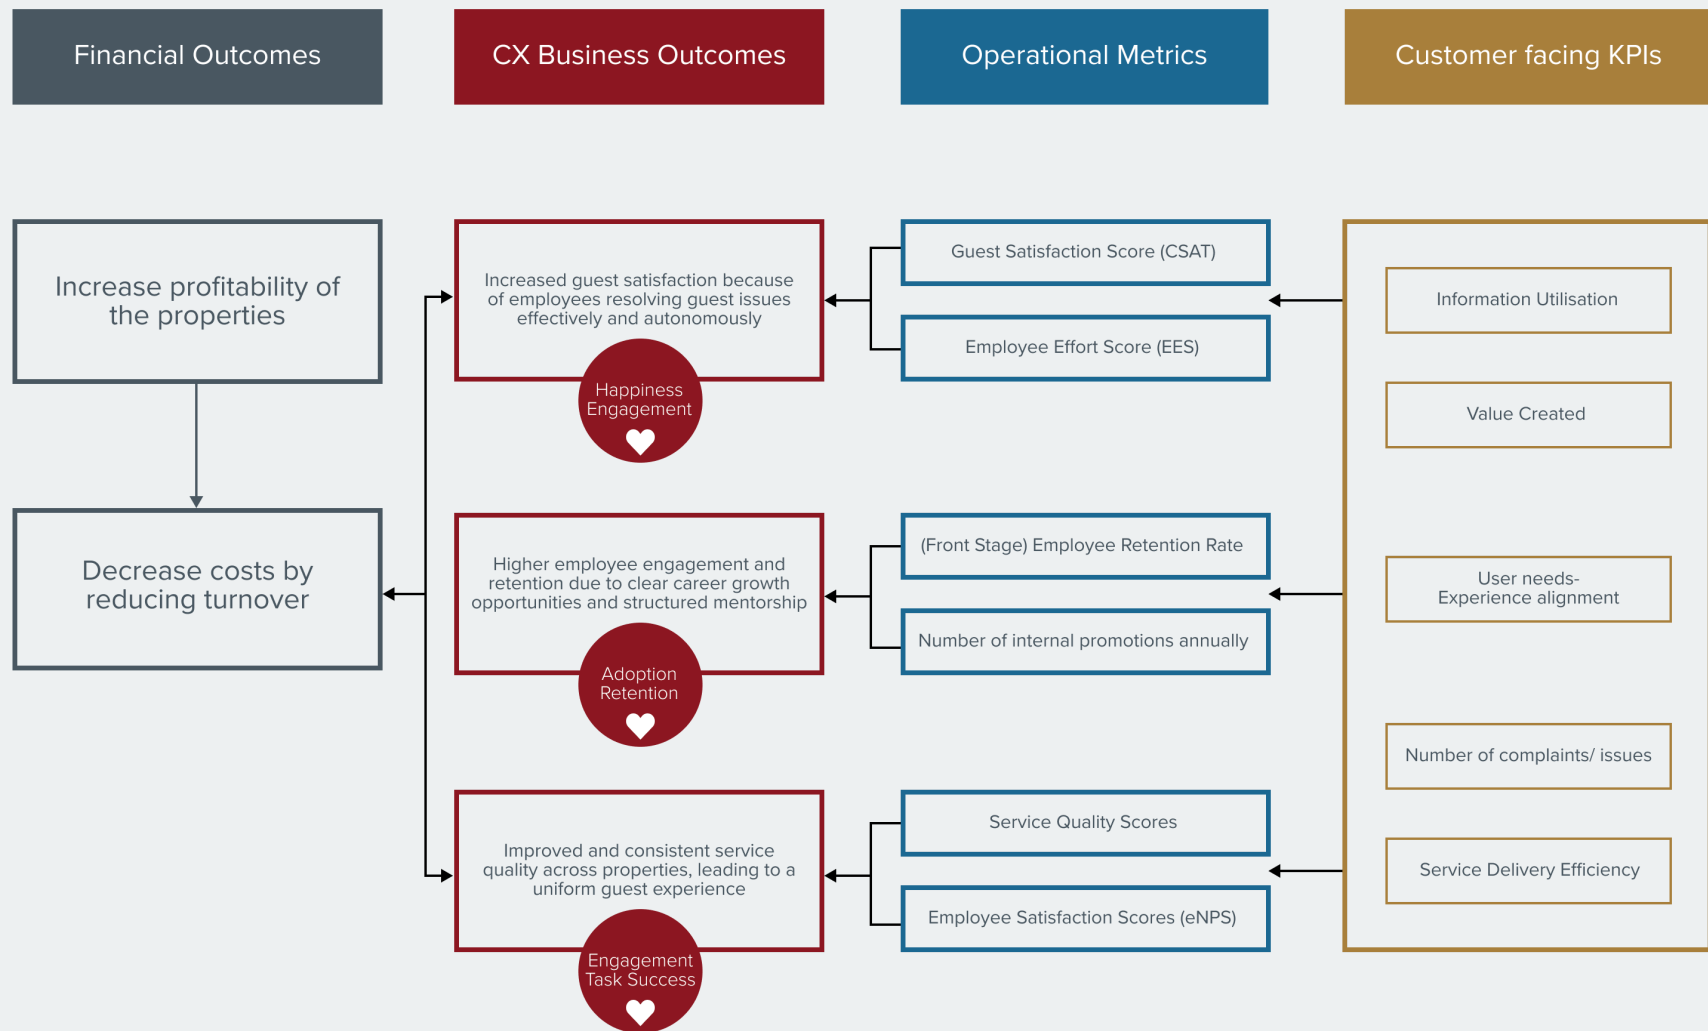 Financial Outcomes
CX Business Outcomes
Operational Metrics
Customer facing KPIs
Increase profitability of
the properties
Decrease costs by
reducing turnover
Increased guest satisfaction because
of employees resolving guest issues
effectively and autonomously
Happiness
Engagement
Higher employee engagement and
retention due to clear career growth
opportunities and structured mentorship
Adoption
Retention
Improved and consistent service
quality across properties, leading to a
uniform guest experience
Engagement
Task Success
Guest Satisfaction Score (CSAT)
Employee Effort Score (EES)
(Front Stage) Employee Retention Rate
Number of internal promotions annually
Service Quality Scores
Employee Satisfaction Scores (eNPS)
Information Utilisation
Value Created
User needs-
Experience alignment
Number of complaints/ issues
Service Delivery Efficiency